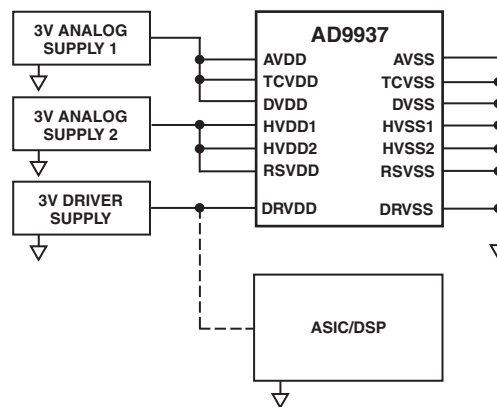 3V ANALOG
SUPPLY 1
3V ANALOG
SUPPLY 2
3V DRIVER
SUPPLY
AD9937
AVDD
TCVDD
DVDD
HVDD1
HVDD2
RSVDD
DRVDD
AVSS
TCVSS
DVSS
HVSS1
HVSS2
RSVSS
DRVSS
ASIC/DSP